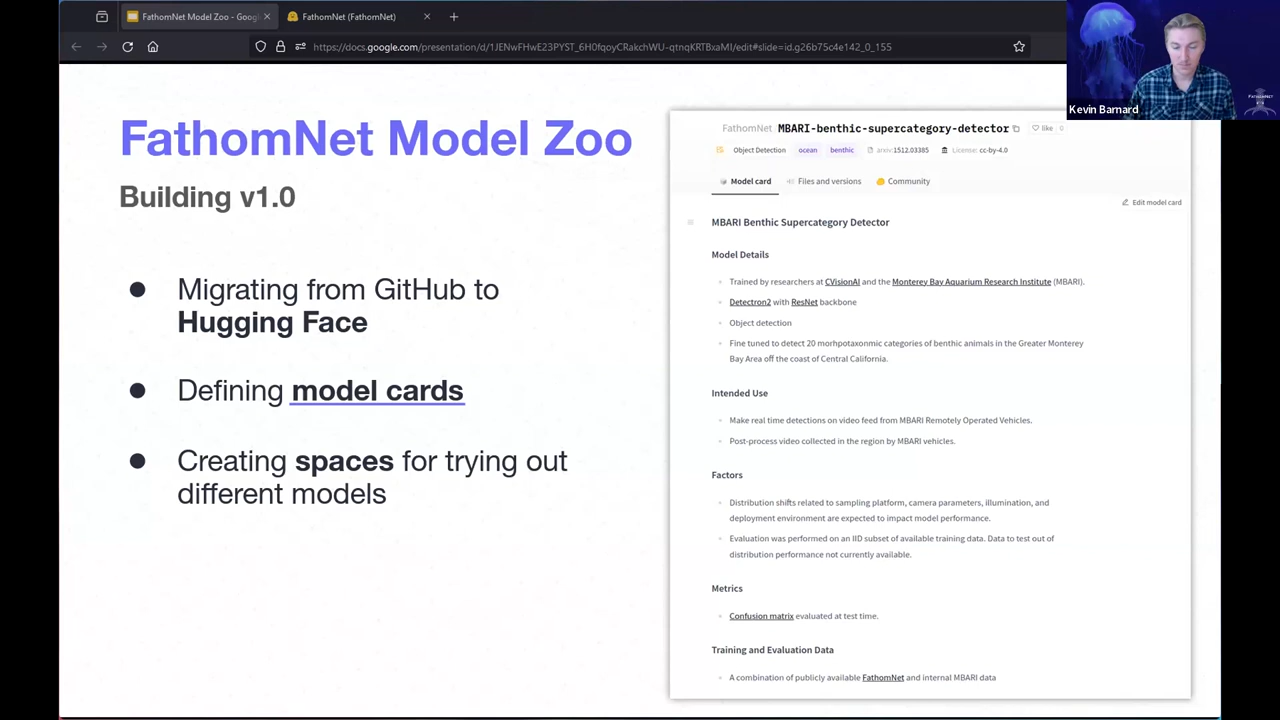 FathomNet Model Zoo - Goog
FathomNet (FathomNet)
https://docs.google.com/presentation/d/1JENwFHwE23PYST_6H0fqoyCRakchWU-qtnqKRTBxaMI/edit#slide=id.g26b75c4e142_0_155
Kevin Barnard
FATHOMNET
FathomNet Model Zoo
Building v1.0
● Migrating from GitHub to
Hugging Face
● Defining model cards
● Creating spaces for trying out
different models
FathomNet MBARI-benthic-supercategory-detector like 0
Object Detection ocean benthic arxiv:1512.03385 License: cc-by-4.0
Model card Files and versions Community
Edit model card
MBARI Benthic Supercategory Detector
Model Details
Trained by researchers at CVisionAI and the Monterey Bay Aquarium Research Institute (MBARI).
Detectron2 with ResNet backbone
Object detection
Fine tuned to detect 20 morhpotaxonmic categories of benthic animals in the Greater Monterey
Bay Area off the coast of Central California.
Intended Use
Make real time detections on video feed from MBARI Remotely Operated Vehicles.
Post-process video collected in the region by MBARI vehicles.
Factors
Distribution shifts related to sampling platform, camera parameters, illumination, and
deployment environment are expected to impact model performance.
Evaluation was performed on an IID subset of available training data. Data to test out of
distribution performance not currently available.
Metrics
Confusion matrix evaluated at test time.
Training and Evaluation Data
A combination of publicly available FathomNet and internal MBARI data